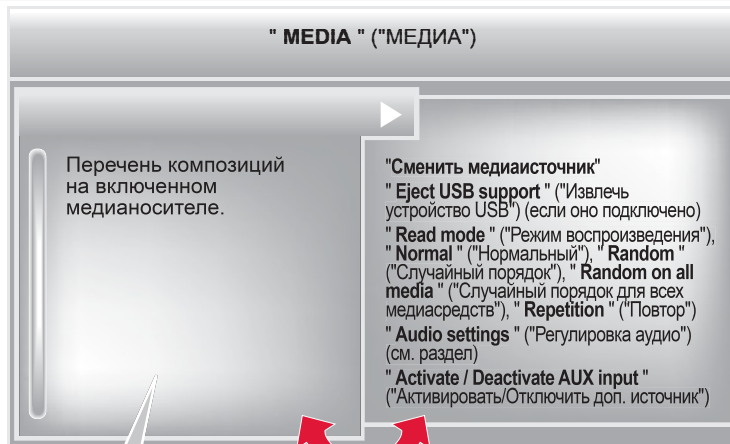 " MEDIA " ("МЕДИА")
Перечень композиций
на включенном
медианосителе.
"Сменить медиаисточник"
" Eject USB support " ("Извлечь
устройство USB") (если оно подключено)
" Read mode " ("Режим воспроизведения"),
" Normal " ("Нормальный"), " Random "
("Случайный порядок"), " Random on all
media " ("Случайный порядок для всех
медиасредств"), " Repetition " ("Повтор")
" Audio settings " ("Регулировка аудио")
(см. раздел)
" Activate / Deactivate AUX input "
("Активировать/Отключить доп. источник")